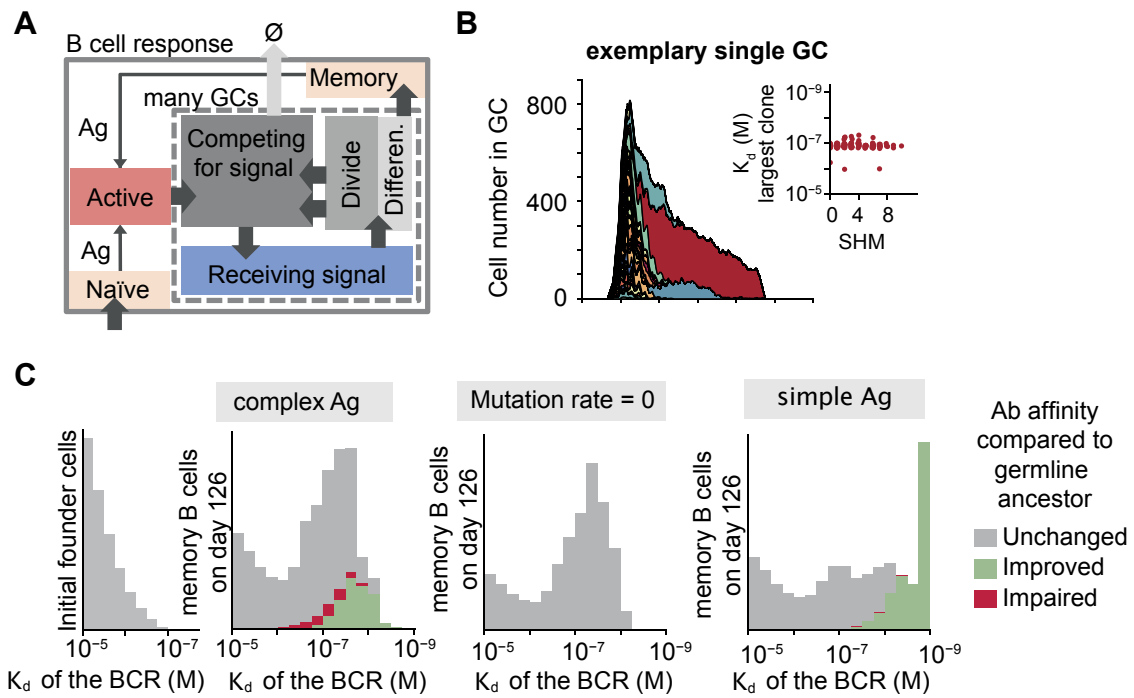 A
B cell response
Ø
Memory
many GCs
Ag
Competing
for signal
Divide
Differen.
Active
Ag
Receiving signal
Naïve
B
exemplary single GC
Cell number in GC
800
400
0
K_d (M)
largest clone
10⁻⁹
10⁻⁷
10⁻⁵
0 4 8
SHM
C
complex Ag
Mutation rate = 0
simple Ag
Initial founder cells
10⁻⁵ 10⁻⁷
K_d of the BCR (M)
memory B cells
on day 126
10⁻⁵ 10⁻⁷ 10⁻⁹
K_d of the BCR (M)
memory B cells
on day 126
10⁻⁵ 10⁻⁷ 10⁻⁹
K_d of the BCR (M)
memory B cells
on day 126
10⁻⁵ 10⁻⁷ 10⁻⁹
K_d of the BCR (M)
Ab affinity
compared to
germline
ancestor
Unchanged
Improved
Impaired